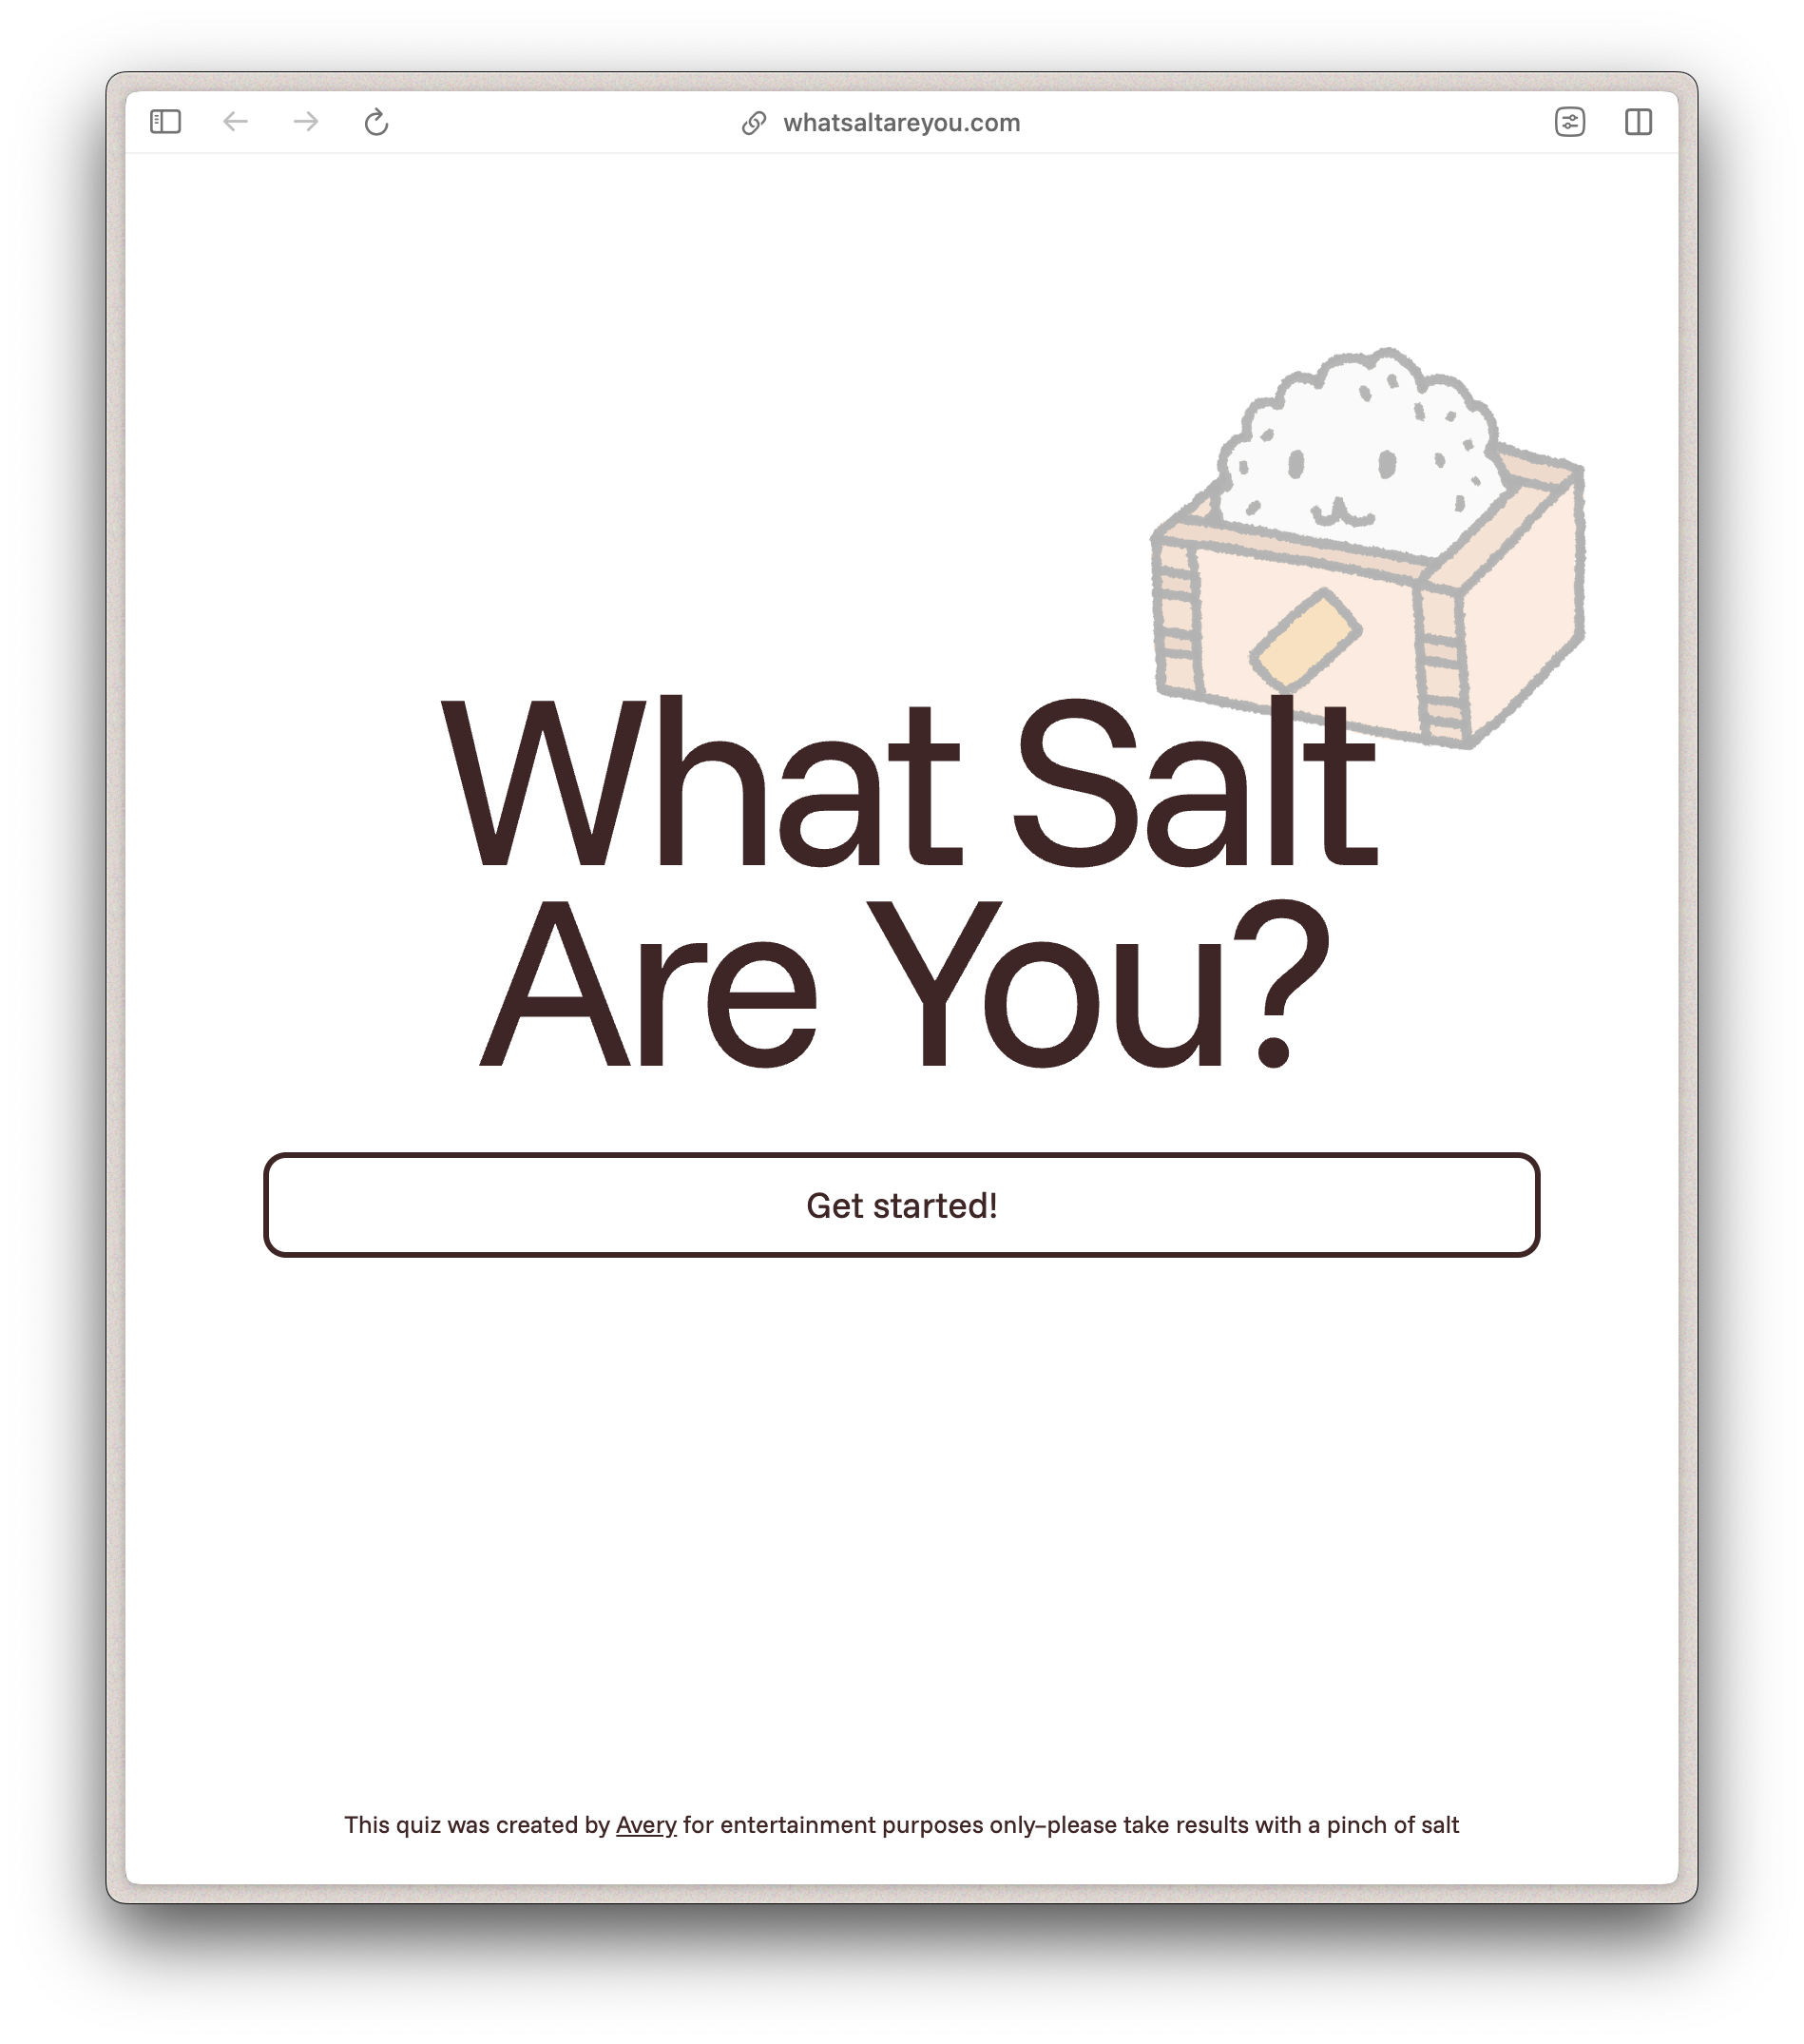 whatsaltareyou.com
What Salt
Are You?
Get started!
This quiz was created by Avery for entertainment purposes only–please take results with a pinch of salt